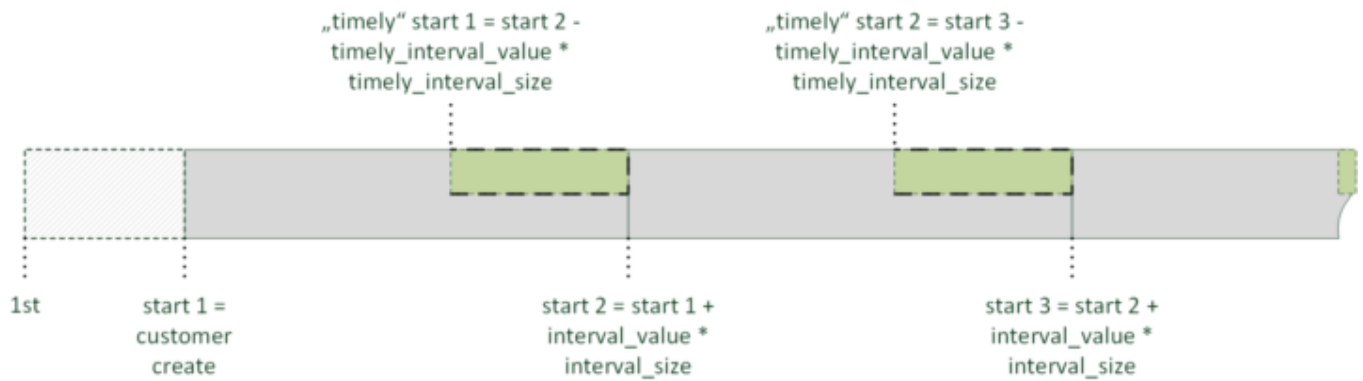 „timely“ start 1 = start 2 -
timely_interval_value *
timely_interval_size
„timely“ start 2 = start 3 -
timely_interval_value *
timely_interval_size
1st
start 1 =
customer
create
start 2 = start 1 +
interval_value *
interval_size
start 3 = start 2 +
interval_value *
interval_size